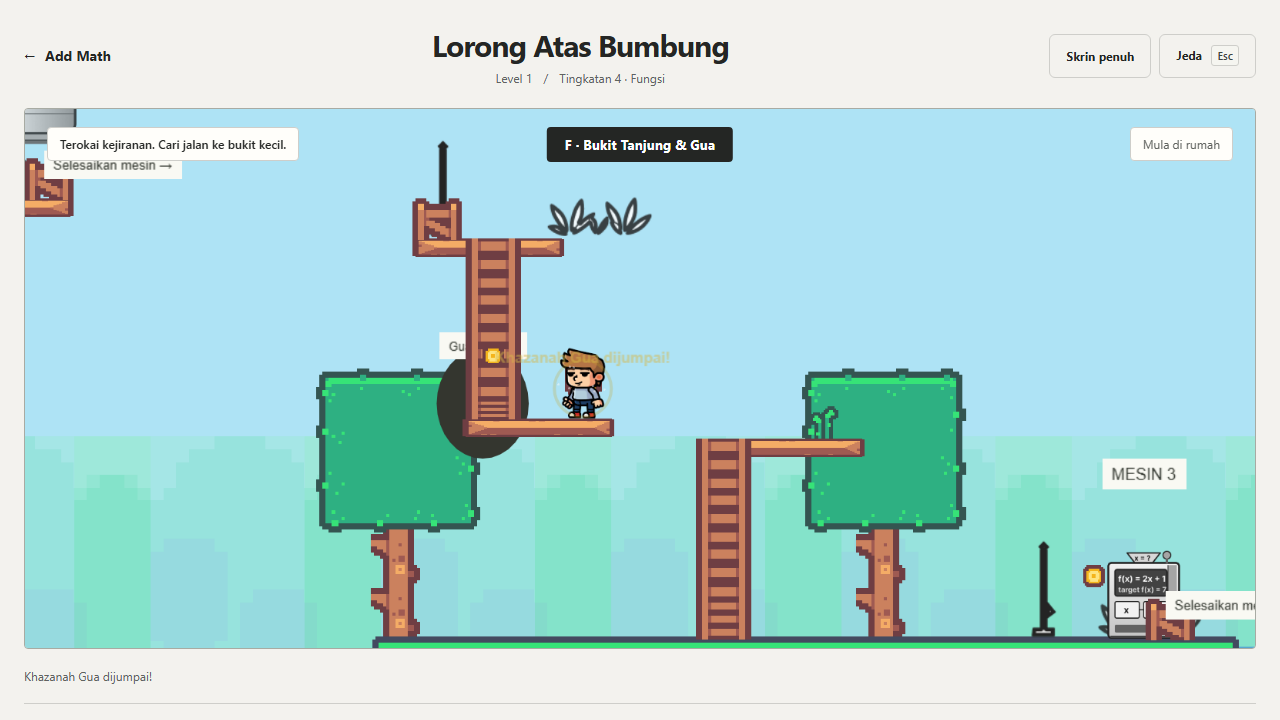 ← Add Math
Lorong Atas Bumbung
Level 1 / Tingkatan 4 · Fungsi
Skrin penuh
Jeda Esc
Terokai kejiranan. Cari jalan ke bukit kecil.
F · Bukit Tanjung & Gua
Mula di rumah
Selesaikan mesin →
Khazanah Gua dijumpai!
MESIN 3
x = ?
f(x) = 2x + 1
target f(x) = 7
x
Selesaikan
Khazanah Gua dijumpai!